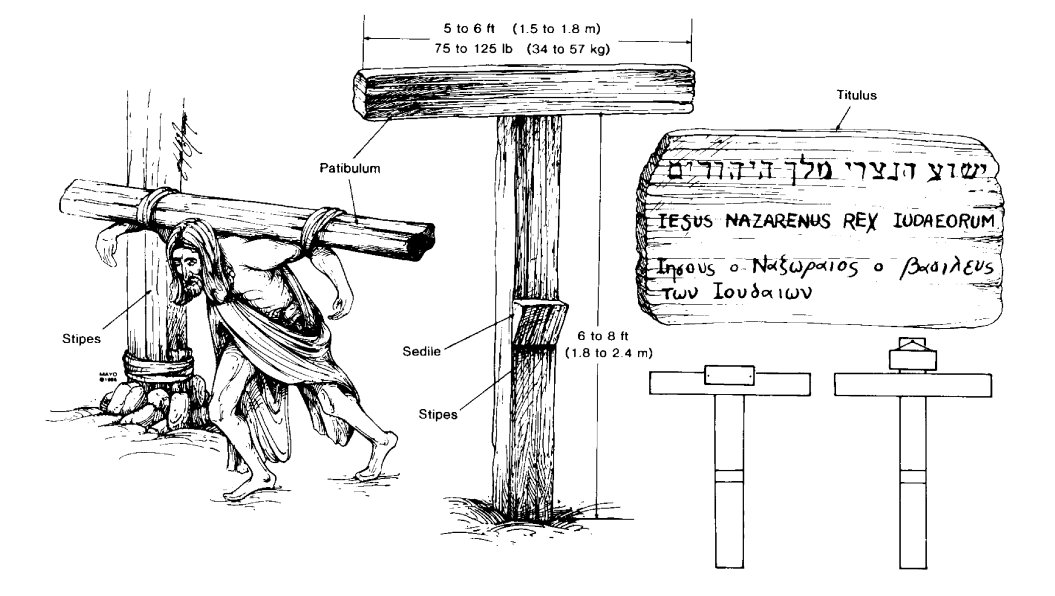 5 to 6 ft (1.5 to 1.8 m)
75 to 125 lb (34 to 57 kg)
Titulus
Patibulum
ישוע הנצרי מלך היהודים
IESUS NAZARENUS REX IUDAEORUM
Ιησους ο Ναξωραιος ο βασιλευς
των Ιουδαιων
Stipes
Sedile
6 to 8 ft
(1.8 to 2.4 m)
MAYO
©1986
Stipes